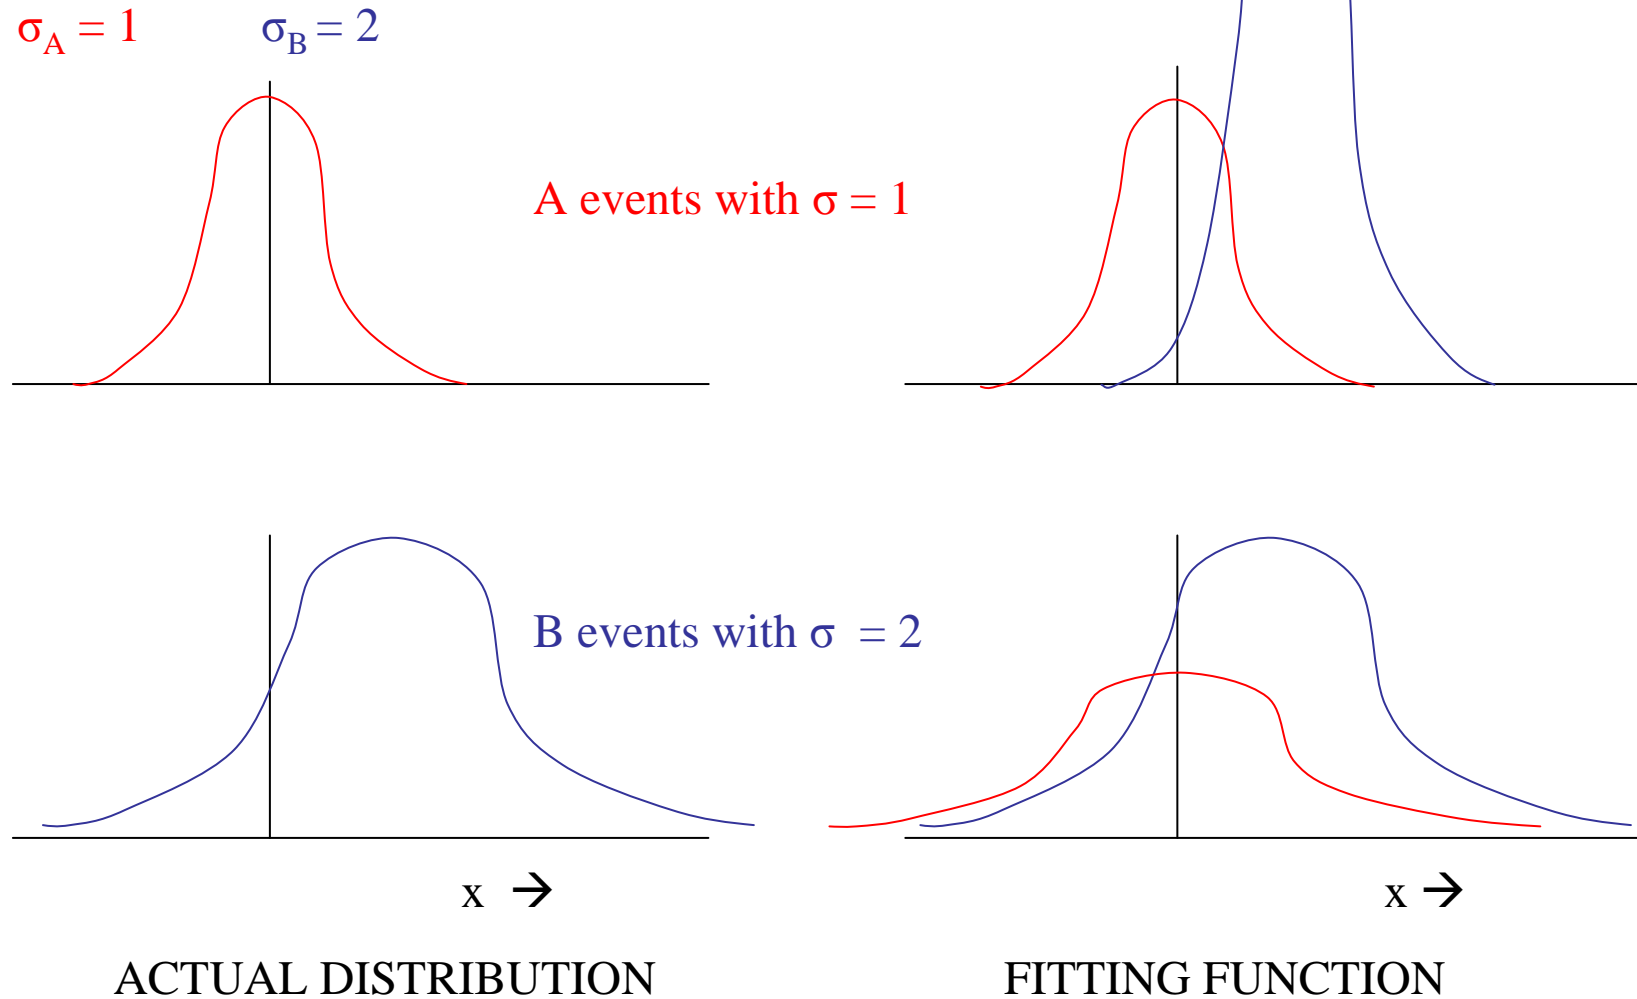 σA = 1 σB = 2
A events with σ = 1
B events with σ = 2
x → x →
ACTUAL DISTRIBUTION FITTING FUNCTION